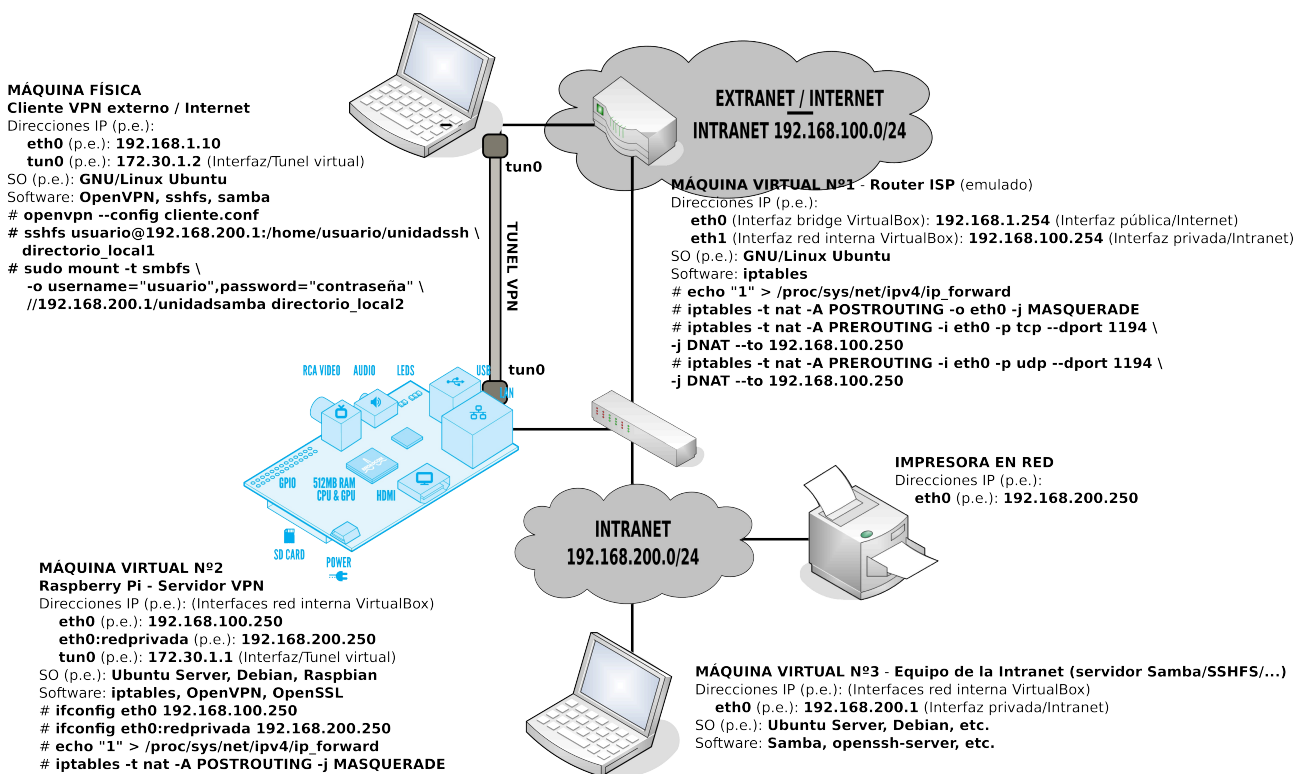 MÁQUINA FÍSICA
Cliente VPN externo / Internet
Direcciones IP (p.e.):
eth0 (p.e.): 192.168.1.10
tun0 (p.e.): 172.30.1.2 (Interfaz/Tunel virtual)
SO (p.e.): GNU/Linux Ubuntu
Software: OpenVPN, sshfs, samba
# openvpn --config cliente.conf
# sshfs usuario@192.168.200.1:/home/usuario/unidadssh \
directorio_local1
# sudo mount -t smbfs \
-o username="usuario",password="contraseña" \
//192.168.200.1/unidadsamba directorio_local2
tun0
TUNEL VPN
tun0
EXTRANET / INTERNET
INTRANET 192.168.100.0/24
MÁQUINA VIRTUAL Nº1 - Router ISP (emulado)
Direcciones IP (p.e.):
eth0 (Interfaz bridge VirtualBox): 192.168.1.254 (Interfaz pública/Internet)
eth1 (Interfaz red interna VirtualBox): 192.168.100.254 (Interfaz privada/Intranet)
SO (p.e.): GNU/Linux Ubuntu
Software: iptables
# echo "1" > /proc/sys/net/ipv4/ip_forward
# iptables -t nat -A POSTROUTING -o eth0 -j MASQUERADE
# iptables -t nat -A PREROUTING -i eth0 -p tcp --dport 1194 \
-j DNAT --to 192.168.100.250
# iptables -t nat -A PREROUTING -i eth0 -p udp --dport 1194 \
-j DNAT --to 192.168.100.250
RCA VIDEO
AUDIO
LEDS
USB
LAN
GPIO
512MB RAM
CPU & GPU
HDMI
SD CARD
POWER
IMPRESORA EN RED
Direcciones IP (p.e.):
eth0 (p.e.): 192.168.200.250
INTRANET
192.168.200.0/24
MÁQUINA VIRTUAL Nº2
Raspberry Pi - Servidor VPN
Direcciones IP (p.e.): (Interfaces red interna VirtualBox)
eth0 (p.e.): 192.168.100.250
eth0:redprivada (p.e.): 192.168.200.250
tun0 (p.e.): 172.30.1.1 (Interfaz/Tunel virtual)
SO (p.e.): Ubuntu Server, Debian, Raspbian
Software: iptables, OpenVPN, OpenSSL
# ifconfig eth0 192.168.100.250
# ifconfig eth0:redprivada 192.168.200.250
# echo "1" > /proc/sys/net/ipv4/ip_forward
# iptables -t nat -A POSTROUTING -j MASQUERADE
MÁQUINA VIRTUAL Nº3 - Equipo de la Intranet (servidor Samba/SSHFS/...)
Direcciones IP (p.e.): (Interfaces red interna VirtualBox)
eth0 (p.e.): 192.168.200.1 (Interfaz privada/Intranet)
SO (p.e.): Ubuntu Server, Debian, etc.
Software: Samba, openssh-server, etc.